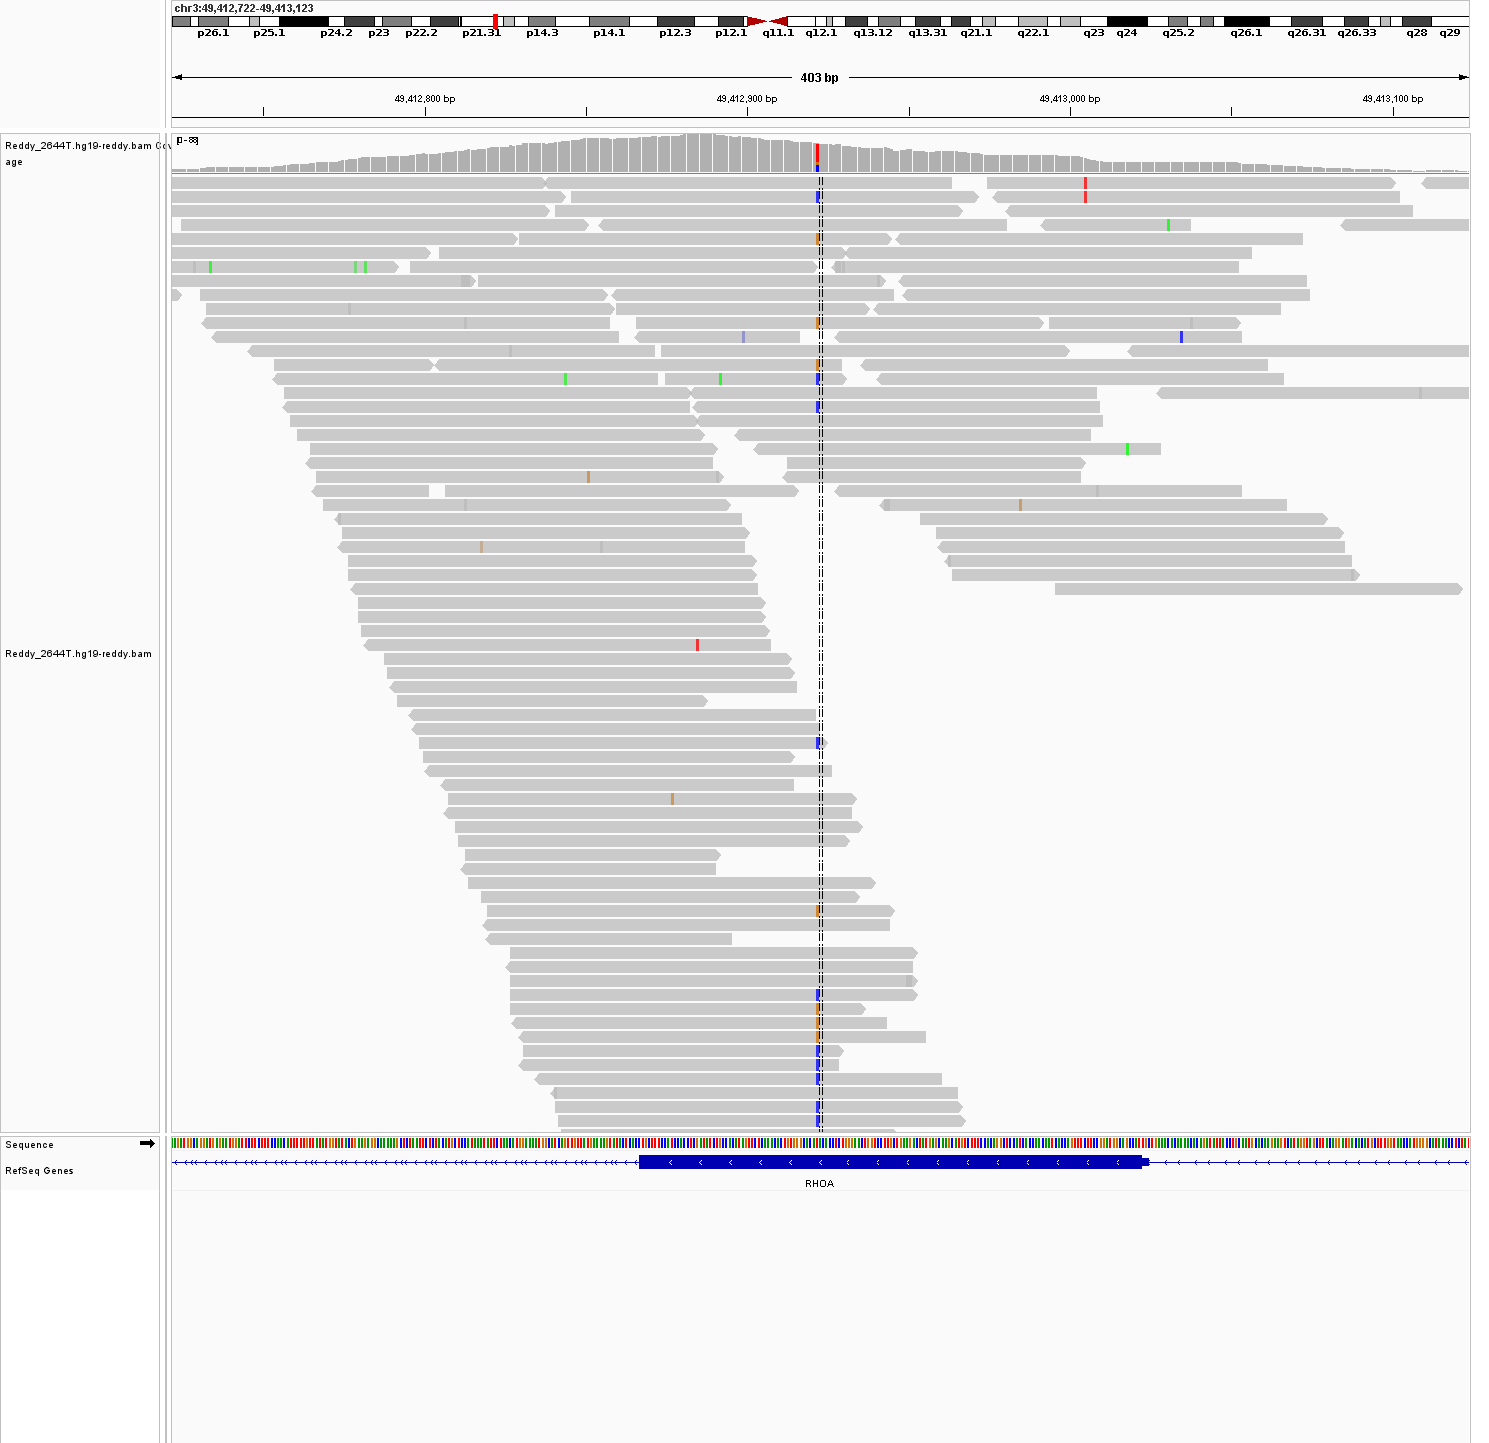 chr3:49,412,722-49,413,123
p26.1 p25.1 p24.2 p23 p22.2 p21.31 p14.3 p14.1 p12.3 p12.1 q11.1 q12.1 q13.12 q13.31 q21.1 q22.1 q23 q24 q25.2 q26.1 q26.31 q26.33 q28 q29
403 bp
49,412,800 bp 49,412,900 bp 49,413,000 bp 49,413,100 bp
Reddy_2644T.hg19-reddy.bam Cov
age
[0 - 88]
Reddy_2644T.hg19-reddy.bam
Sequence
RefSeq Genes
RHOA